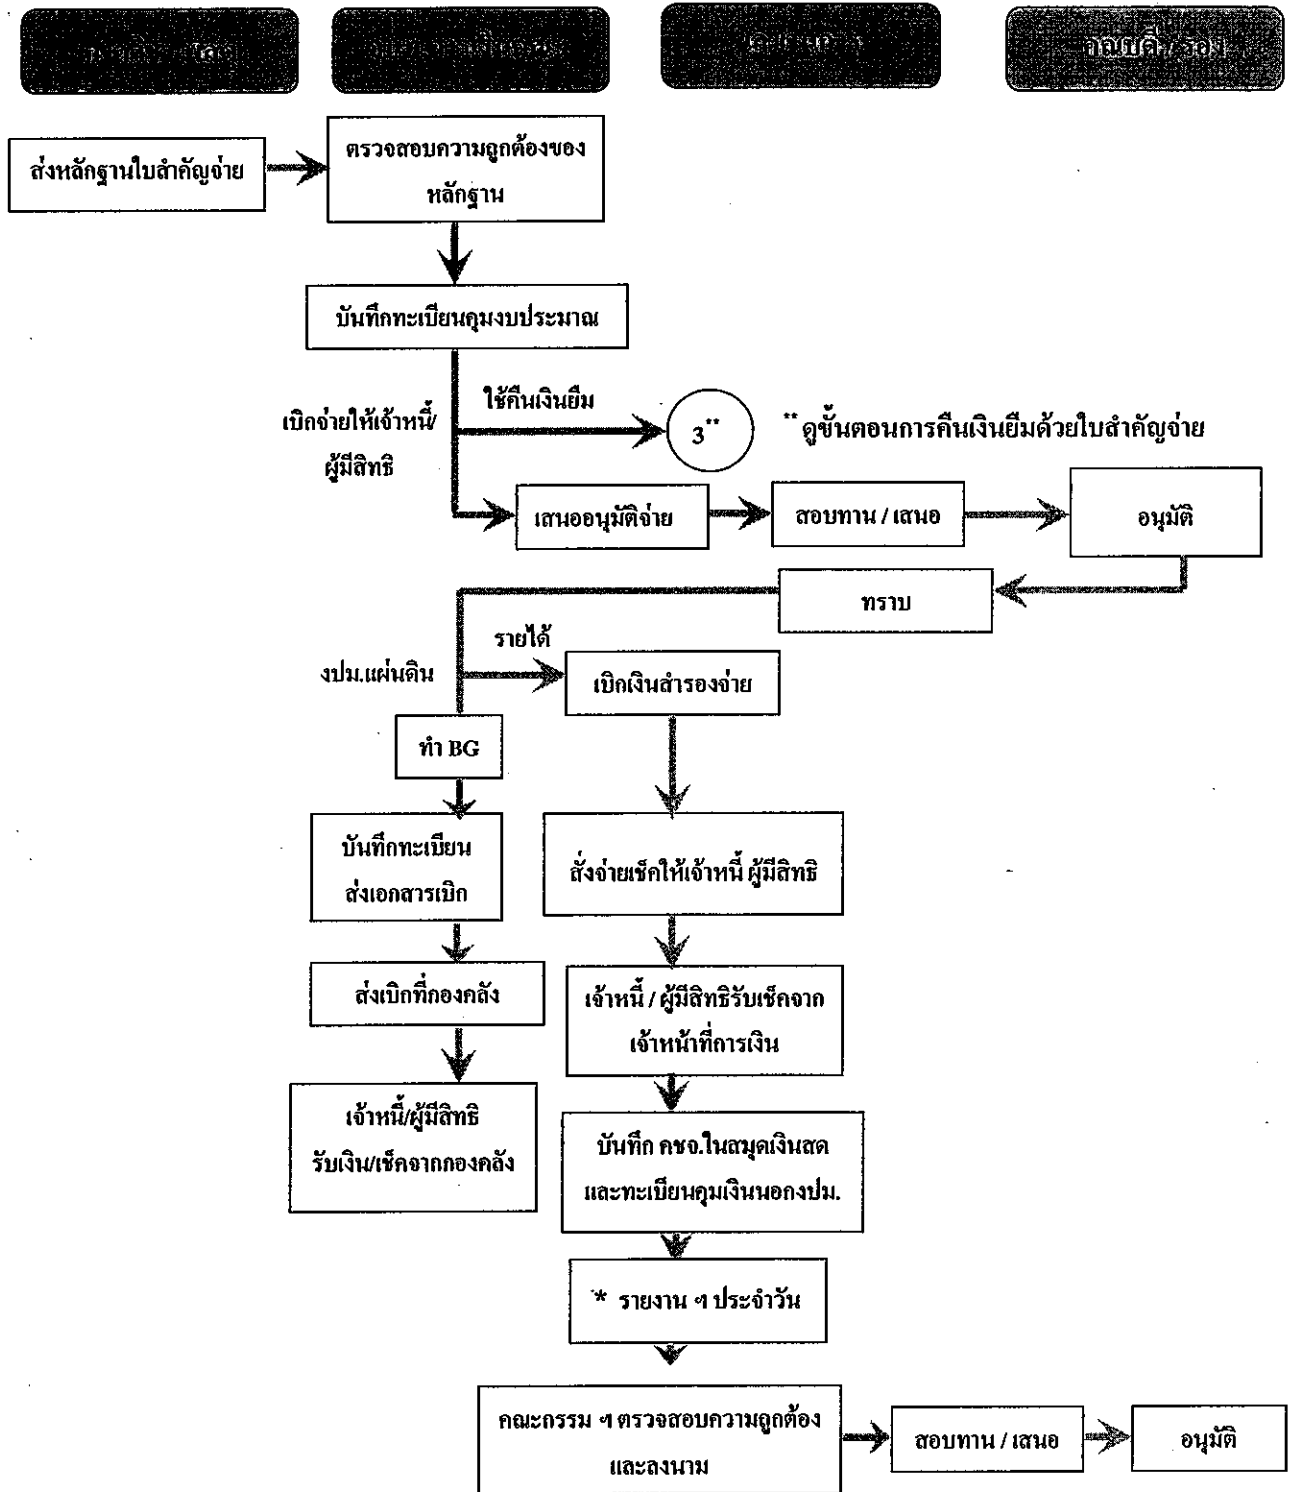 คณบดี / รอง
ส่งหลักฐานใบสำคัญจ่าย
ตรวจสอบความถูกต้องของ
หลักฐาน
บันทึกทะเบียนคุมงบประมาณ
เบิกจ่ายให้เจ้าหนี้/
ผู้มีสิทธิ
ใช้คืนเงินยืม
3**
** ดูขั้นตอนการคืนเงินยืมด้วยใบสำคัญจ่าย
เสนออนุมัติจ่าย
สอบทาน / เสนอ
อนุมัติ
ทราบ
รายได้
งปม.แผ่นดิน
เบิกเงินสำรองจ่าย
ทำ BG
บันทึกทะเบียน
ส่งเอกสารเบิก
สั่งจ่ายเช็คให้เจ้าหนี้ ผู้มีสิทธิ
ส่งเบิกที่กองคลัง
เจ้าหนี้ / ผู้มีสิทธิรับเช็คจาก
เจ้าหน้าที่การเงิน
เจ้าหนี้/ผู้มีสิทธิ
รับเงิน/เช็คจากกองคลัง
บันทึก คชจ.ในสมุดเงินสด
และทะเบียนคุมเงินนอกงปม.
* รายงาน ฯ ประจำวัน
คณะกรรม ฯ ตรวจสอบความถูกต้อง
และลงนาม
สอบทาน / เสนอ
อนุมัติ